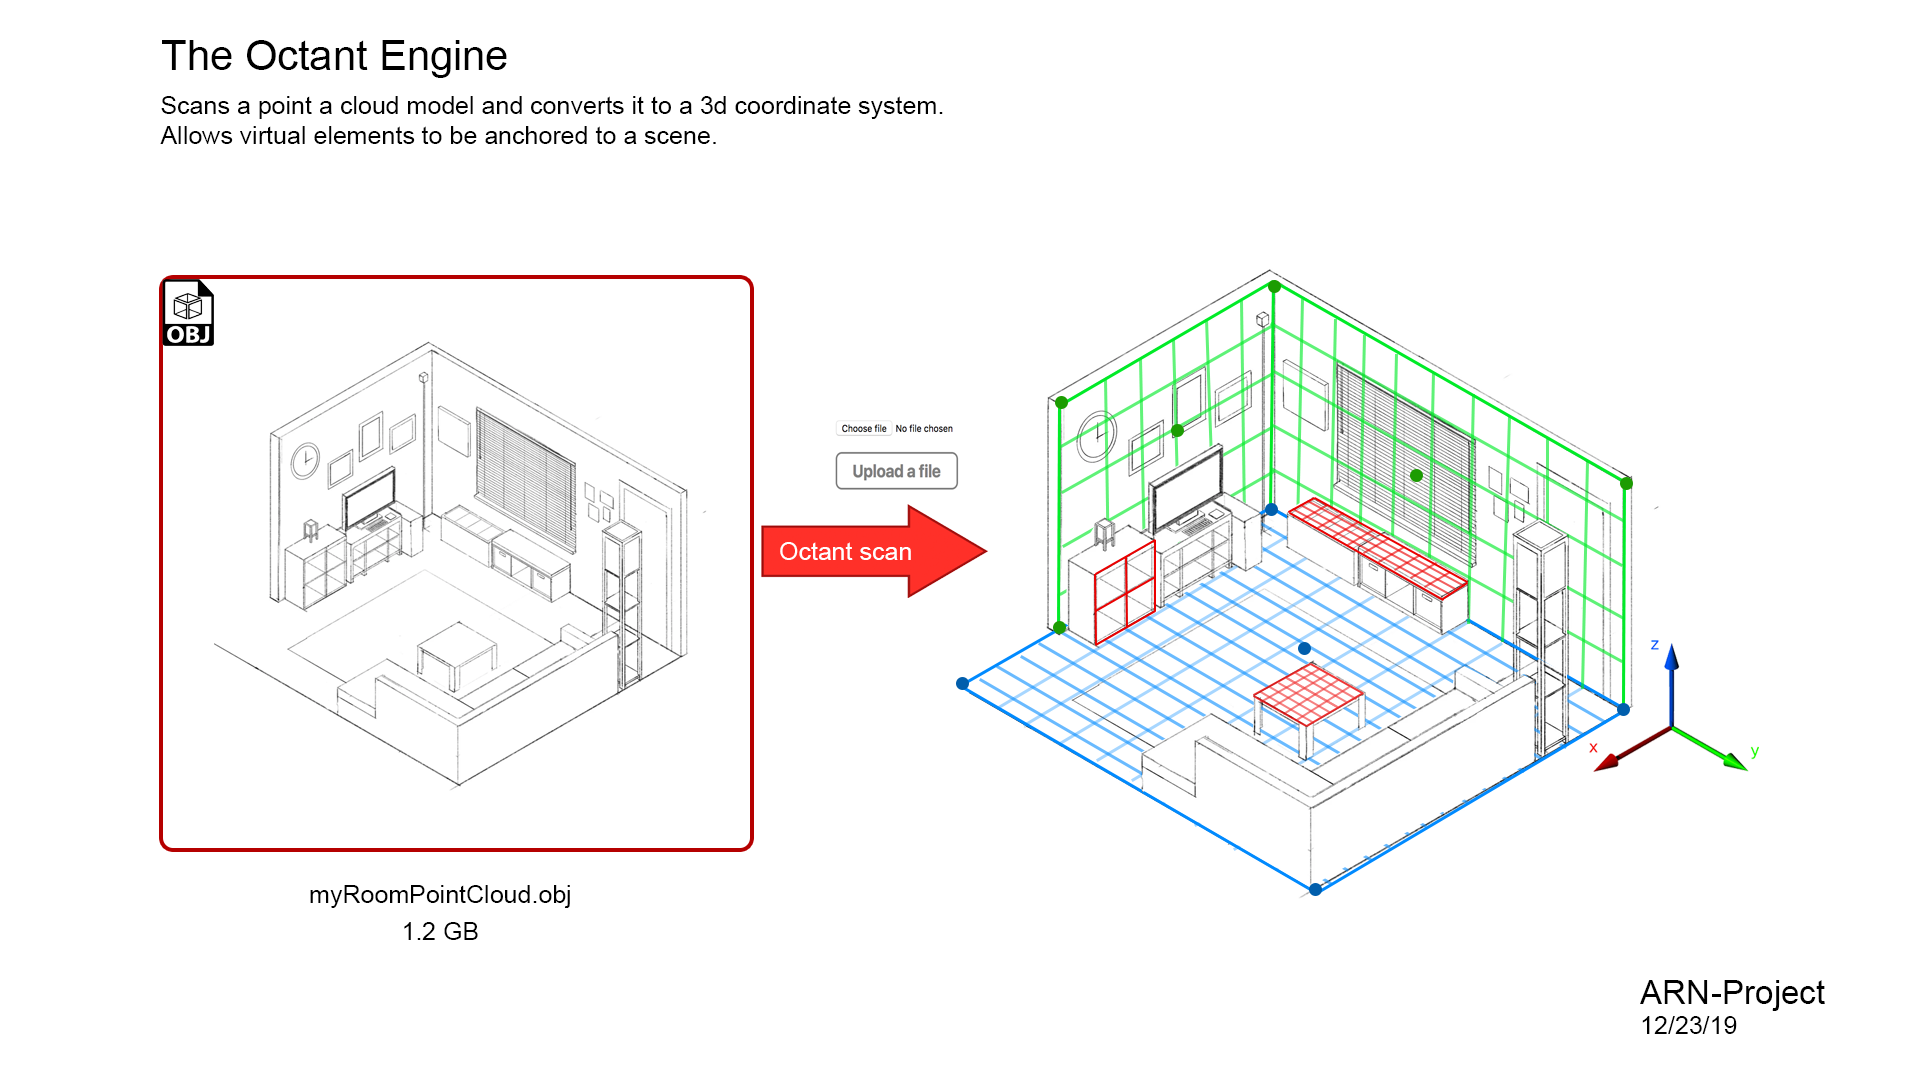 The Octant Engine
Scans a point a cloud model and converts it to a 3d coordinate system.
Allows virtual elements to be anchored to a scene.
OBJ
Choose file No file chosen
Upload a file
Octant scan
z
x
y
myRoomPointCloud.obj
1.2 GB
ARN-Project
12/23/19